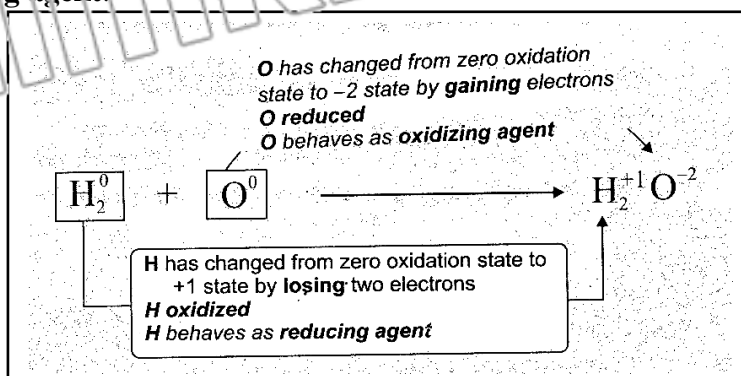 O has changed from zero oxidation
state to –2 state by gaining electrons
O reduced
O behaves as oxidizing agent
H₂⁰ + O⁰ → H₂⁺¹O⁻²
H has changed from zero oxidation state to
+1 state by losing two electrons
H oxidized
H behaves as reducing agent